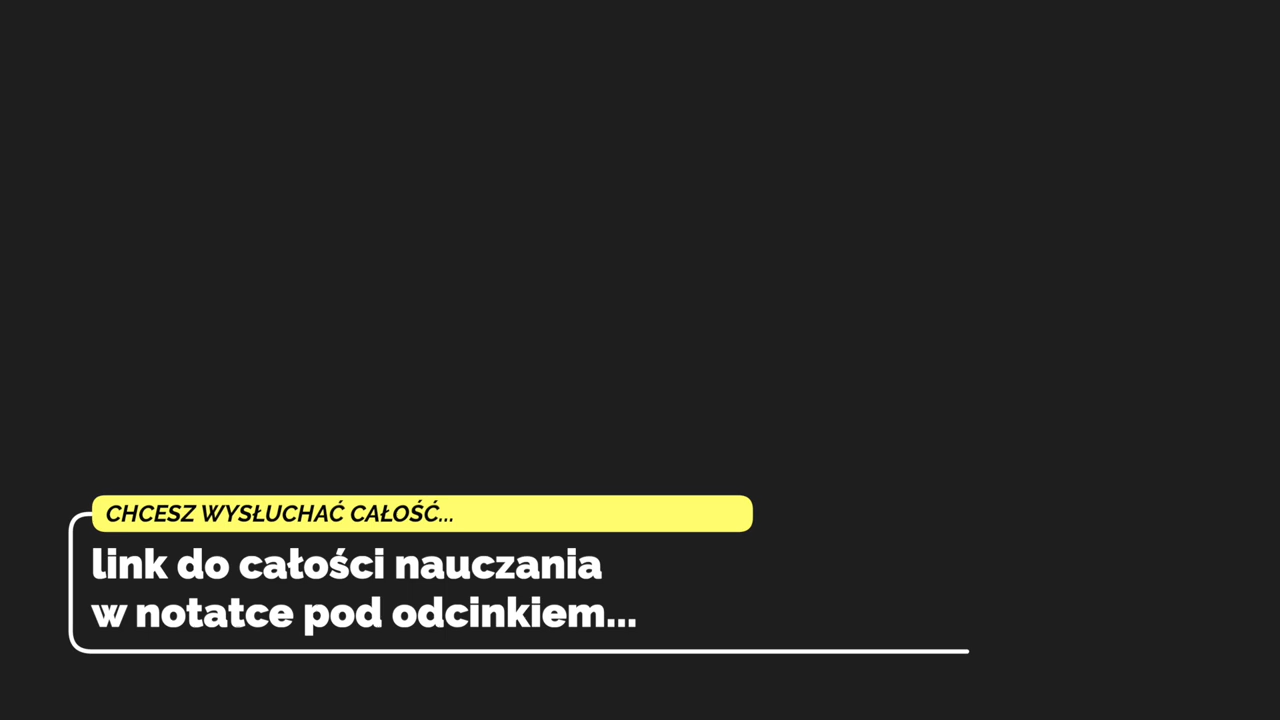 CHCESZ WYSŁUCHAĆ CAŁOŚĆ...
link do całości nauczania
w notatce pod odcinkiem...